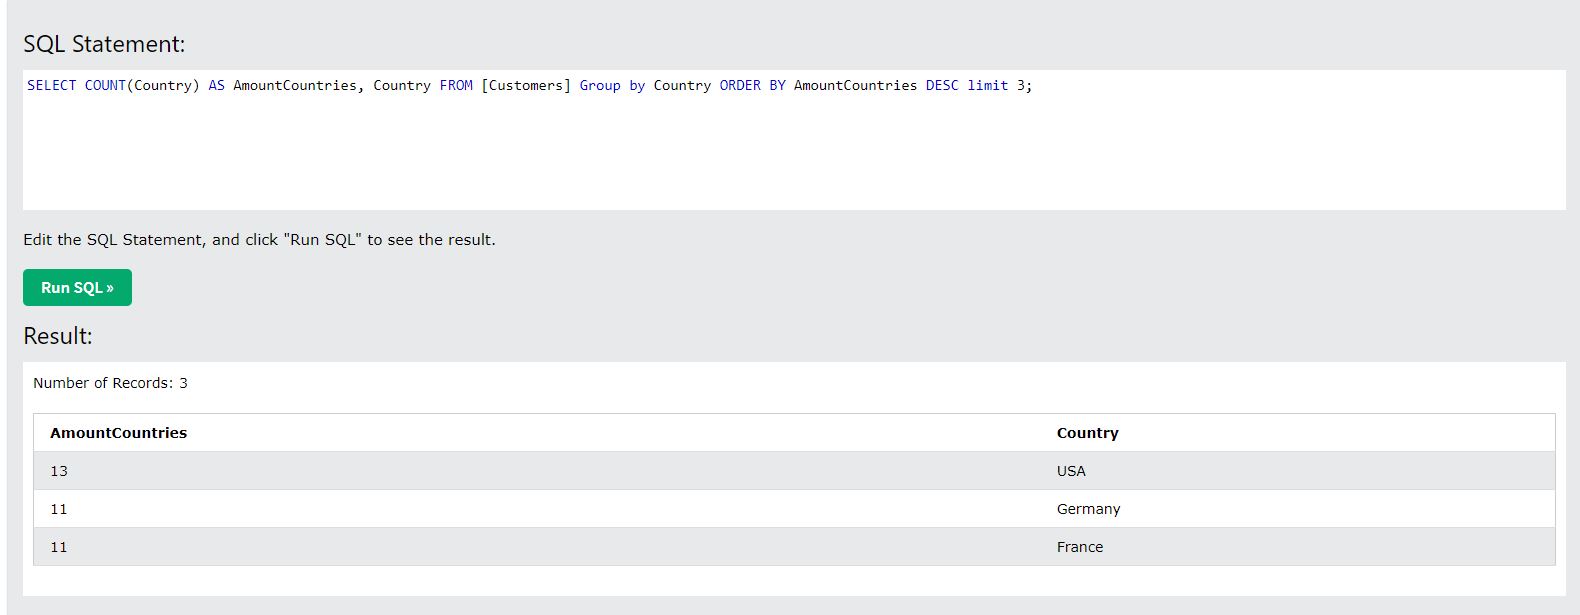 SQL Statement:
SELECT COUNT(Country) AS AmountCountries, Country FROM [Customers] Group by Country ORDER BY AmountCountries DESC limit 3;
Edit the SQL Statement, and click "Run SQL" to see the result.
Run SQL »
Result:
Number of Records: 3
AmountCountries Country
13 USA
11 Germany
11 France